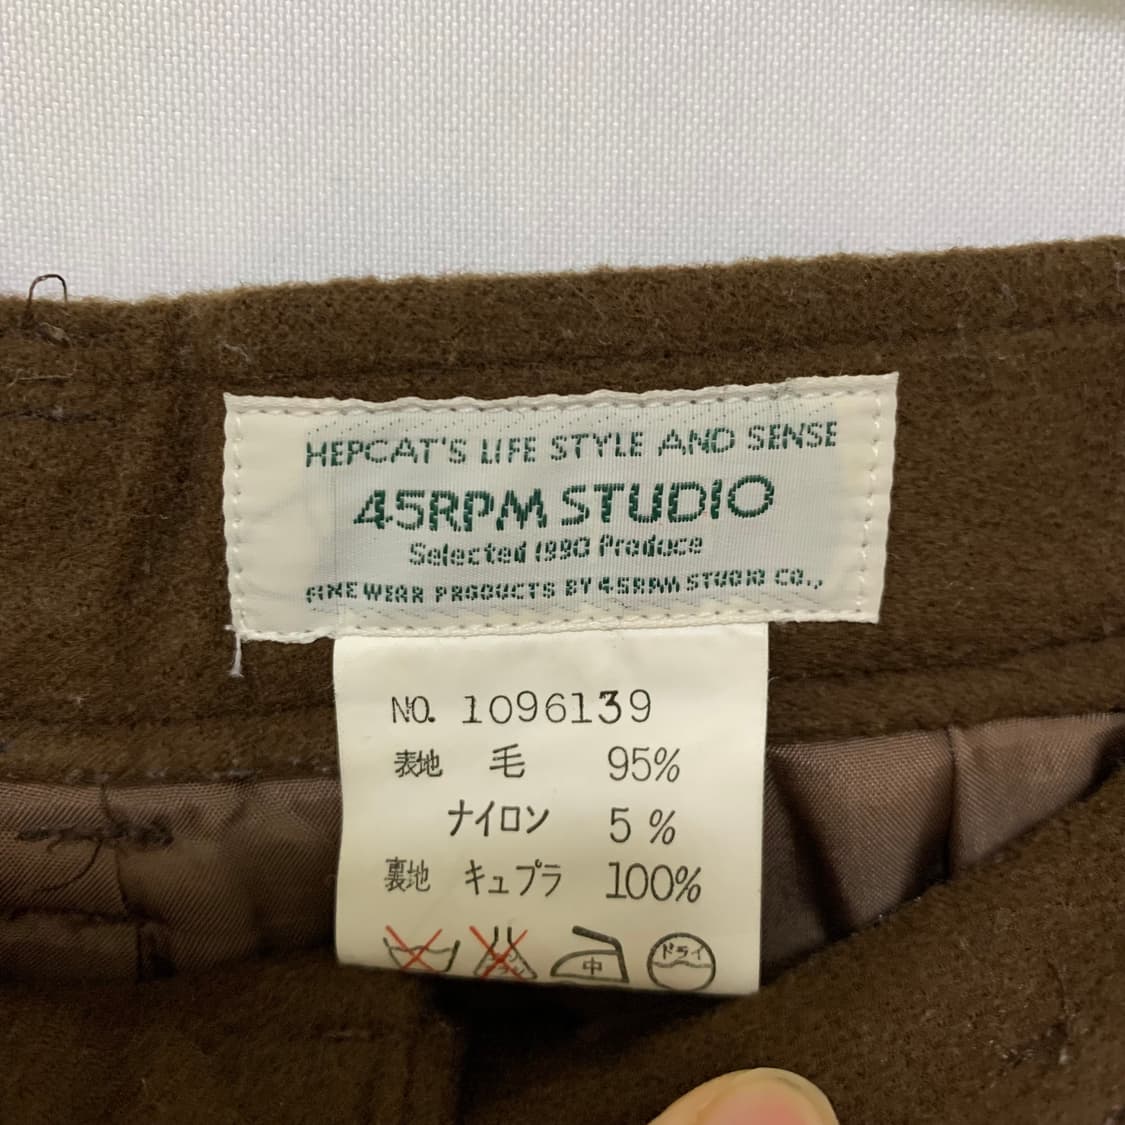 HEPCAT'S LIFE STYLE AND SENSE
45RPM STUDIO
Selected 1990 Produce
FINE WEAR PRODUCTS BY 45RPM STUDIO CO.,
NO. 1096139
表地 毛 95%
ナイロン 5%
裏地 キュプラ 100%
中 ドライ